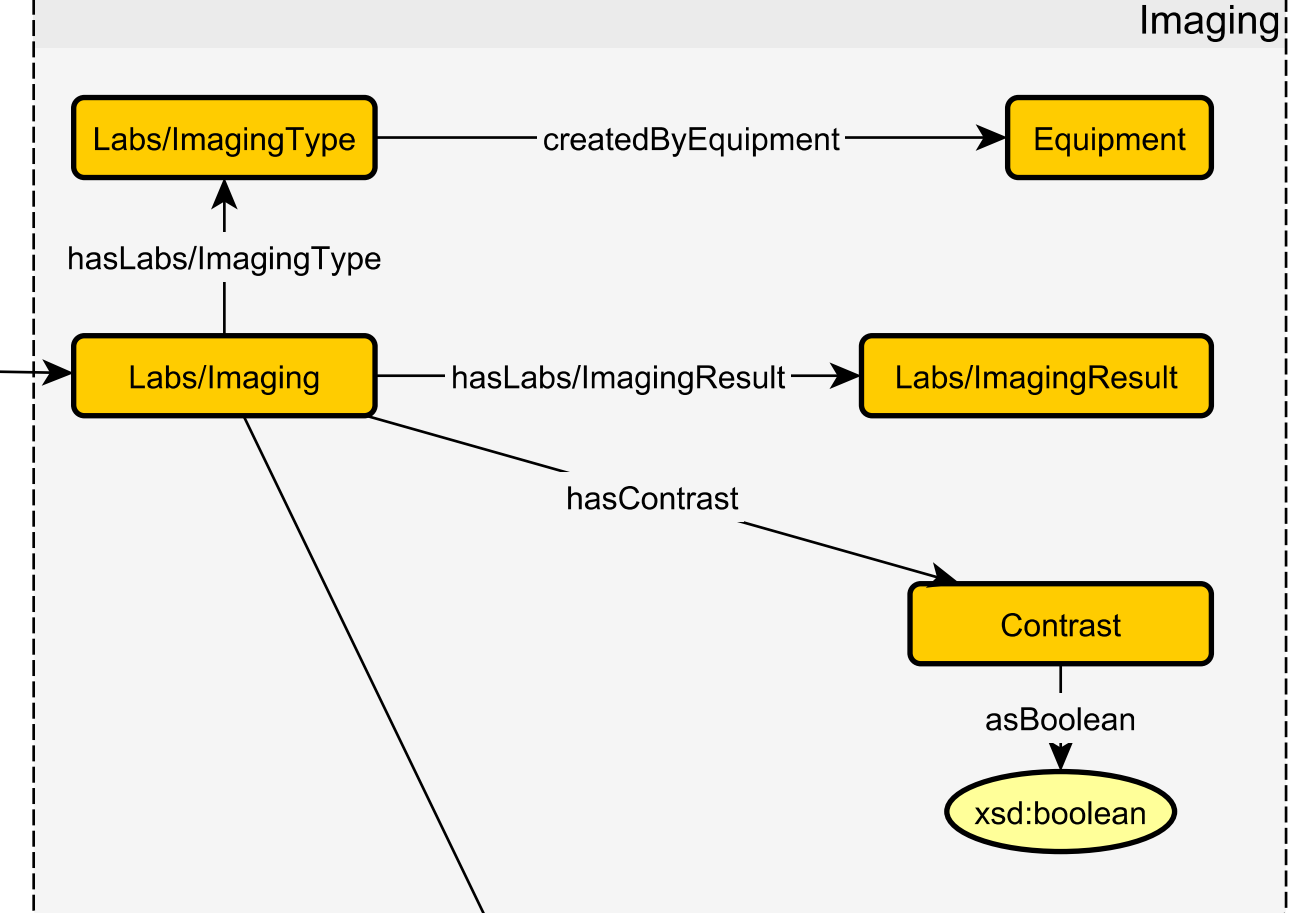 Imaging
Labs/ImagingType
createdByEquipment
Equipment
hasLabs/ImagingType
Labs/Imaging
hasLabs/ImagingResult
Labs/ImagingResult
hasContrast
Contrast
asBoolean
xsd:boolean